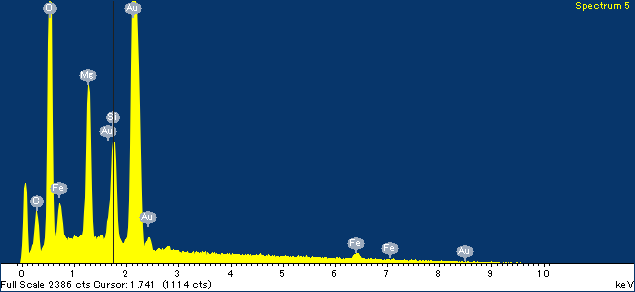 Spectrum 5
O
Au
Mg
Si
Au
Fe
C
Au
Fe
Fe
Au
0 1 2 3 4 5 6 7 8 9 10
Full Scale 2386 cts Cursor: 1.741 (1114 cts) keV